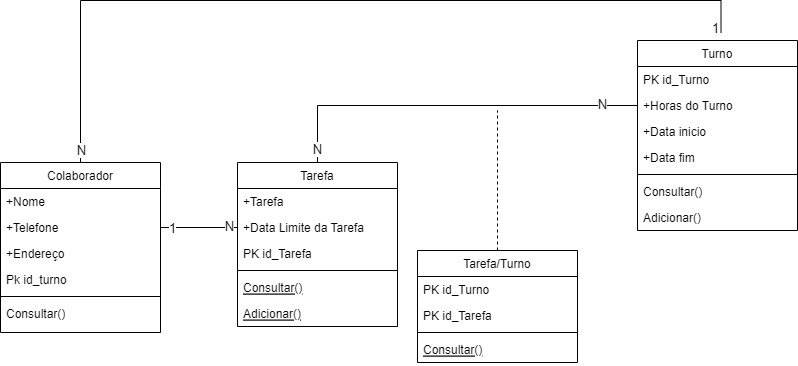 1
Turno
PK id_Turno
+Horas do Turno
+Data inicio
+Data fim
Consultar()
Adicionar()
N
N
N
Colaborador
+Nome
+Telefone
+Endereço
Pk id_turno
Consultar()
1
N
Tarefa
+Tarefa
+Data Limite da Tarefa
PK id_Tarefa
Consultar()
Adicionar()
Tarefa/Turno
PK id_Turno
PK id_Tarefa
Consultar()